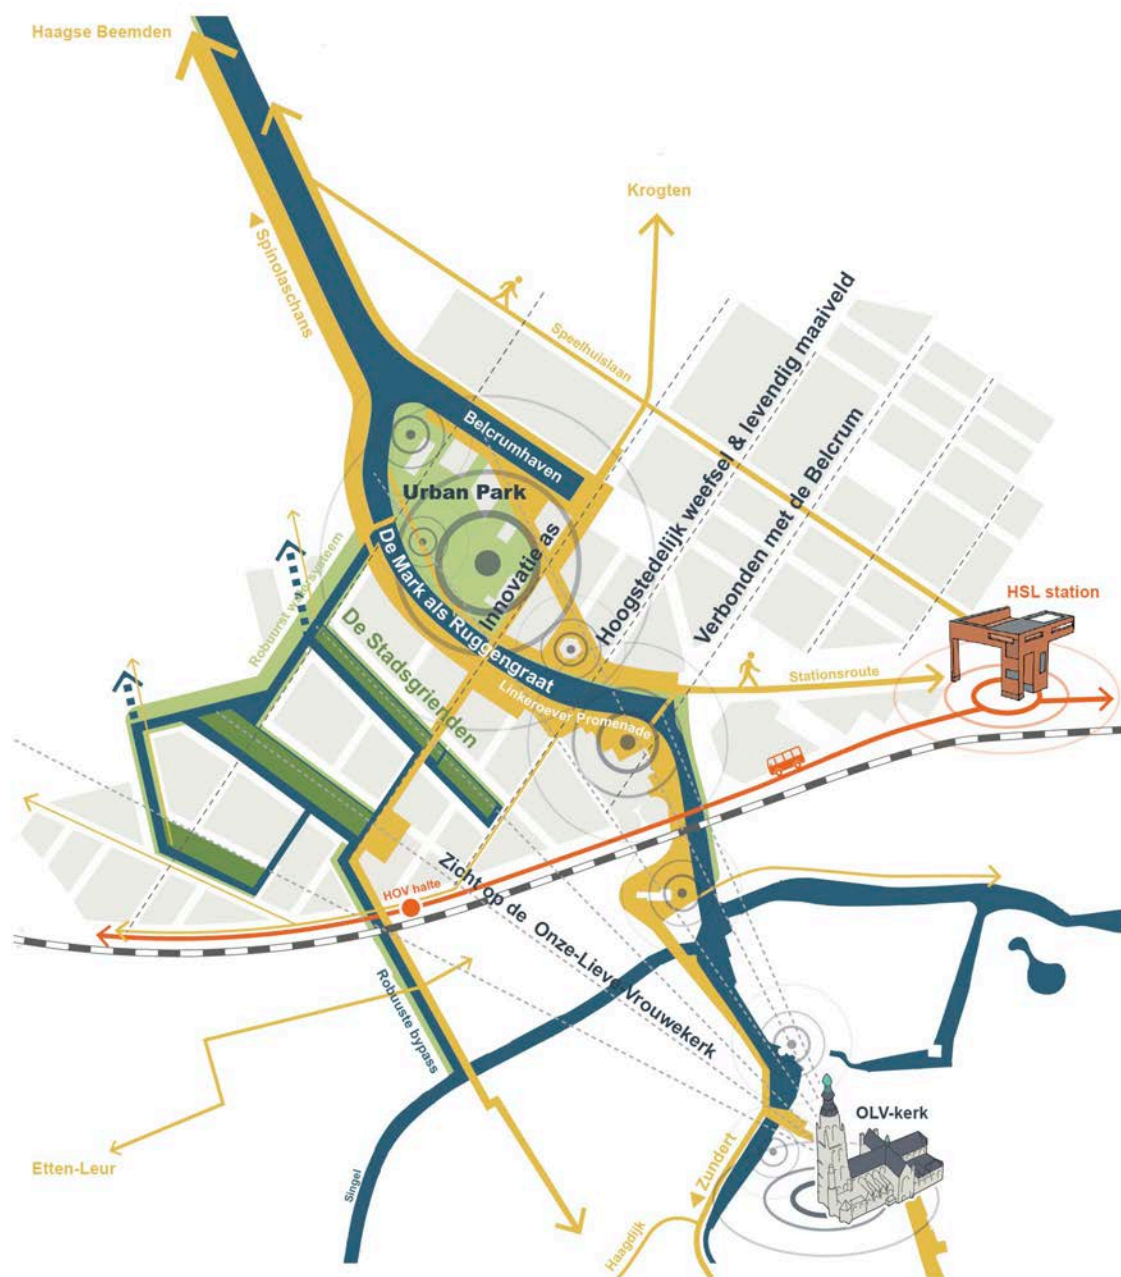 Haagse Beemden
Krogten
Spinolaschans
Speelhuislaan
Belcrumhaven
Urban Park
Hoogstedelijk weefsel & levendig maaiveld
Verbonden met de Belcrum
Innovatie as
De Mark als Ruggengraat
Robuurst watersysteem
De Stadsgrienden
Linkeroever Promenade
HSL station
Stationsroute
HOV halte
Zicht op de Onze-Lieve-Vrouwekerk
Robuuste bypass
Etten-Leur
Singel
OLV-kerk
Zundert
Haagdijk